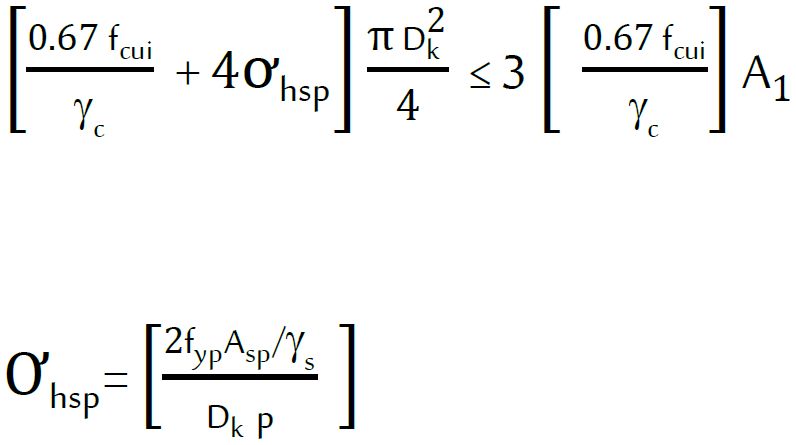 [0.67 f_cui / γ_c + 4σ_hsp] π D_k^2 / 4 ≤ 3 [0.67 f_cui / γ_c] A_1
σ_hsp = [2f_yp A_sp/γ_s / D_k p]